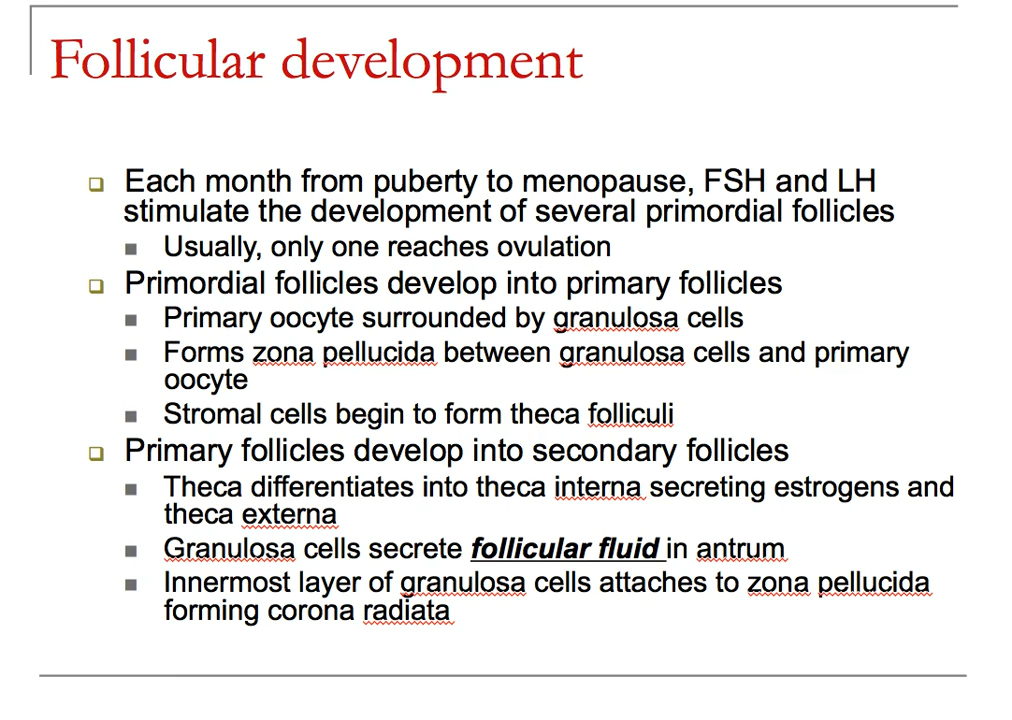 Follicular development
Each month from puberty to menopause, FSH and LH
stimulate the development of several primordial follicles
Usually, only one reaches ovulation
Primordial follicles develop into primary follicles
Primary oocyte surrounded by granulosa cells
Forms zona pellucida between granulosa cells and primary
oocyte
Stromal cells begin to form theca folliculi
Primary follicles develop into secondary follicles
Theca differentiates into theca interna secreting estrogens and
theca externa
Granulosa cells secrete follicular fluid in antrum
Innermost layer of granulosa cells attaches to zona pellucida
forming corona radiata